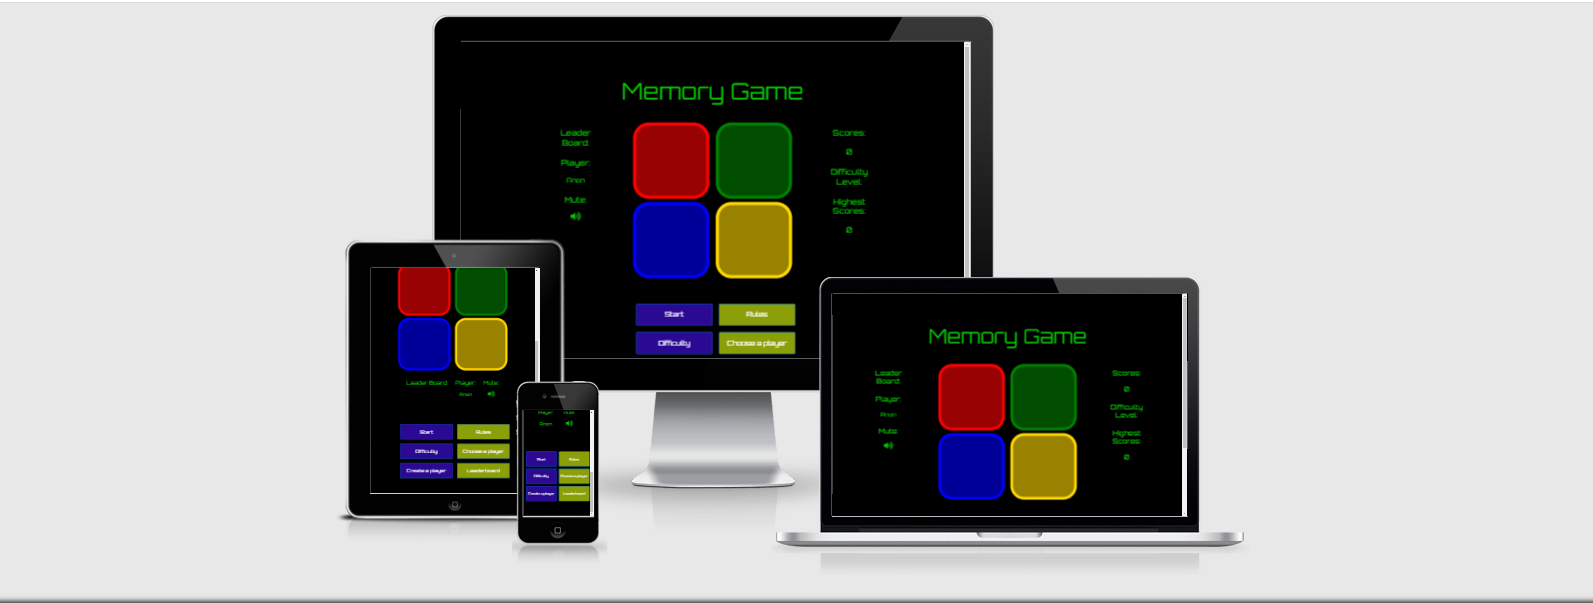 Memory Game
Leader
Board:
Player:
Anon
Mute:
Scores:
0
Difficulty
Level:
Highest
Scores:
0
Start
Rules
Difficulty
Choose a player
Leader Board:
Player:
Mute:
Anon
Start
Rules
Difficulty
Choose a player
Create a player
Leaderboard
Player:
Mute:
Anon
Start
Rules
Difficulty
Choose a player
Create a player
Leaderboard
Memory Game
Leader
Board:
Player:
Anon
Mute:
Scores:
0
Difficulty
Level:
Highest
Scores:
0